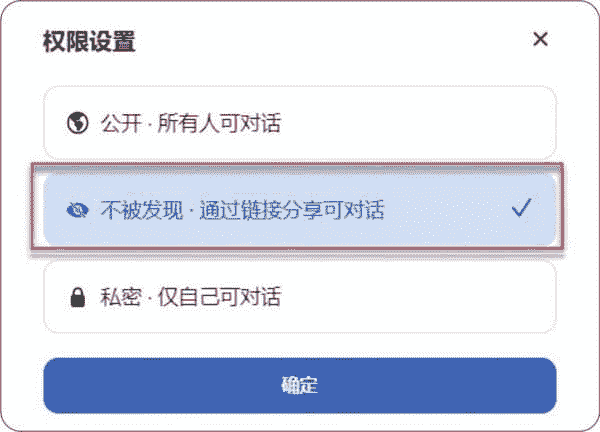 权限设置
公开·所有人可对话
不被发现·通过链接分享可对话
私密·仅自己可对话
确定